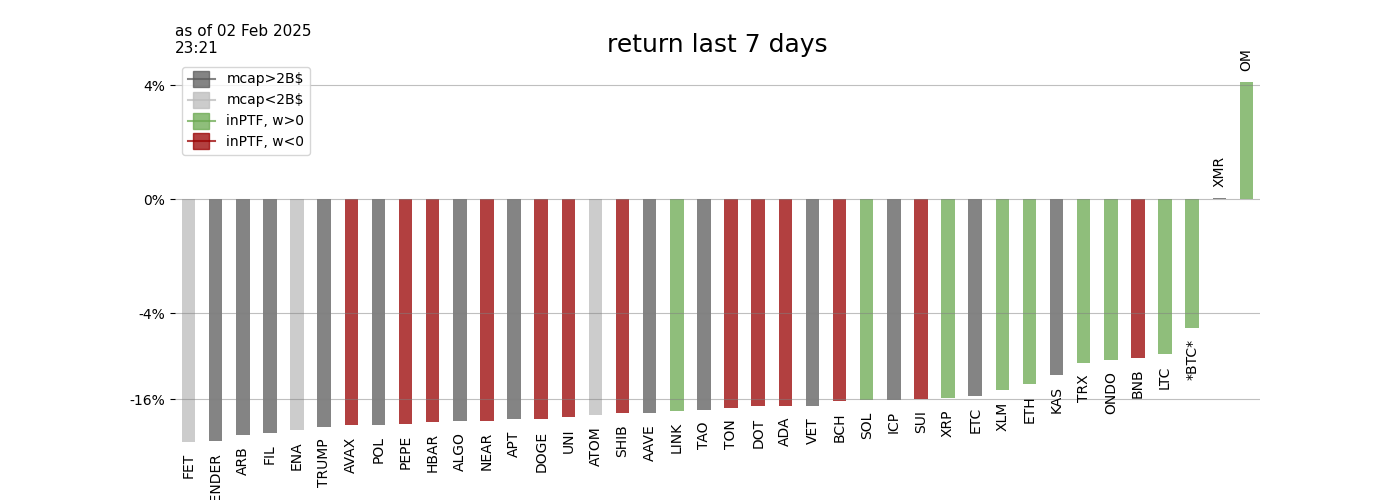 as of 02 Feb 2025
23:21
return last 7 days
mcap>2B$
mcap<2B$
inPTF, w>0
inPTF, w<0
4%
0%
-4%
-16%
FET
ENDER
ARB
FIL
ENA
TRUMP
AVAX
POL
PEPE
HBAR
ALGO
NEAR
APT
DOGE
UNI
ATOM
SHIB
AAVE
LINK
TAO
TON
DOT
ADA
VET
BCH
SOL
ICP
SUI
XRP
ETC
XLM
ETH
KAS
TRX
ONDO
BNB
LTC
*BTC*
XMR
OM